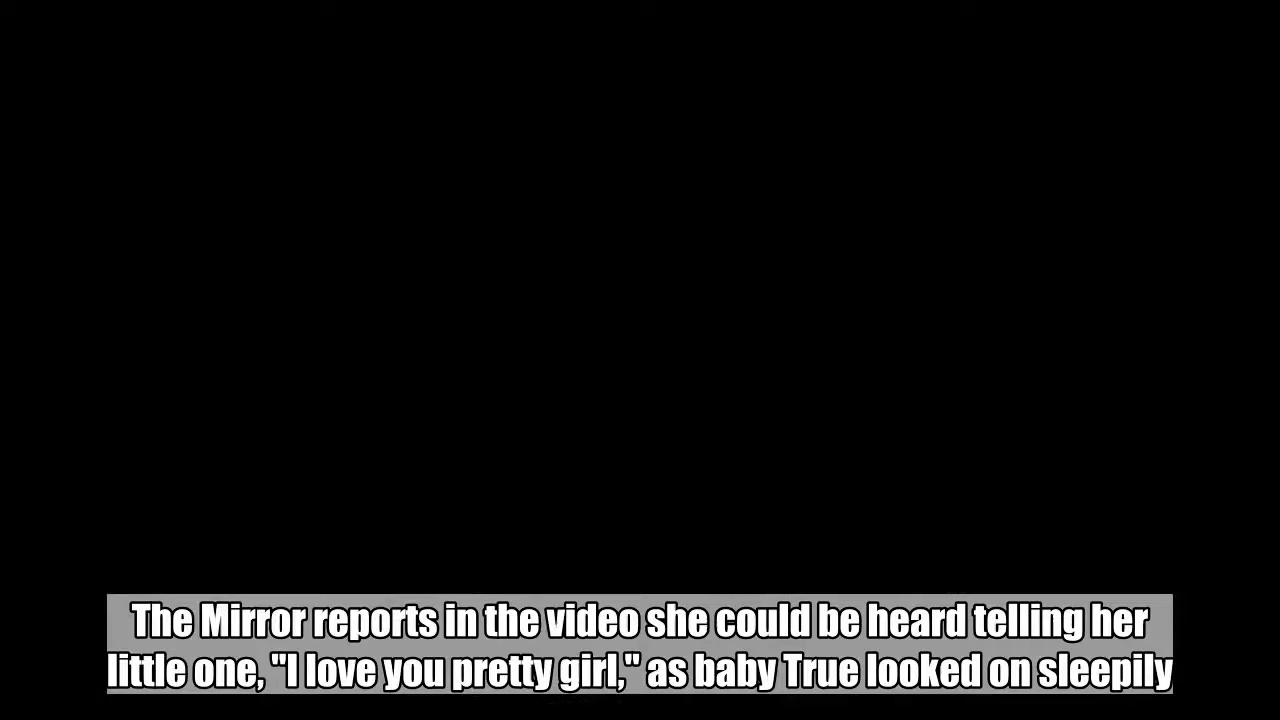 The Mirror reports in the video she could be heard telling her
little one, "I love you pretty girl," as baby True looked on sleepily